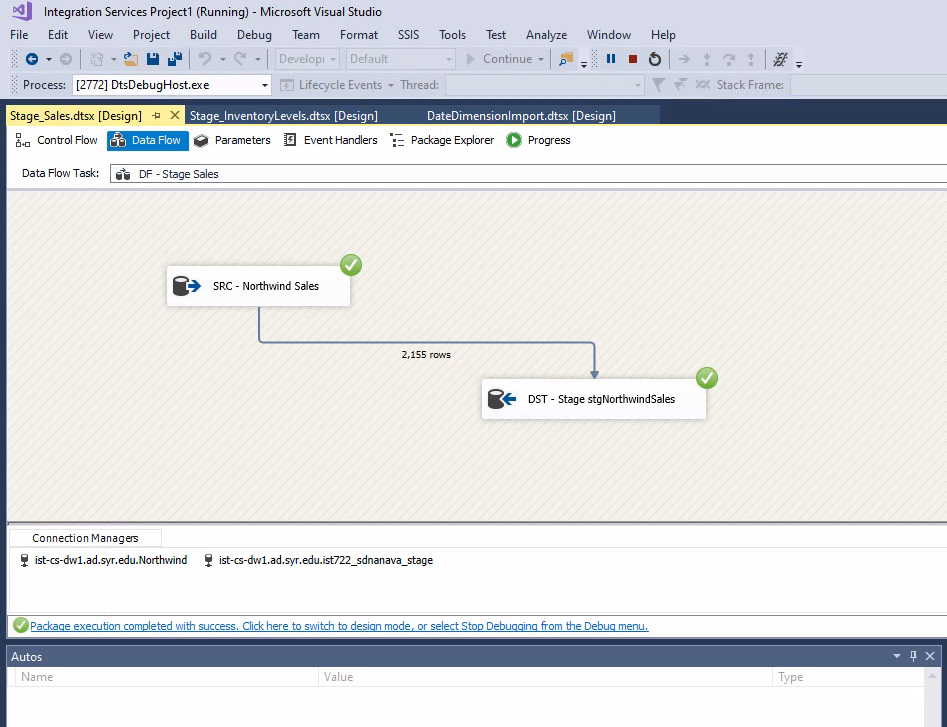 Integration Services Project1 (Running) - Microsoft Visual Studio
File Edit View Project Build Debug Team Format SSIS Tools Test Analyze Window Help
Developi Default Continue
Process: [2772] DtsDebugHost.exe Lifecycle Events Thread: Stack Frame:
Stage_Sales.dtsx [Design] Stage_InventoryLevels.dtsx [Design] DateDimensionImport.dtsx [Design]
Control Flow Data Flow Parameters Event Handlers Package Explorer Progress
Data Flow Task: DF - Stage Sales
SRC - Northwind Sales
2,155 rows
DST - Stage stgNorthwindSales
Connection Managers
ist-cs-dw1.ad.syr.edu.Northwind ist-cs-dw1.ad.syr.edu.ist722_sdnanava_stage
Package execution completed with success. Click here to switch to design mode, or select Stop Debugging from the Debug menu.
Autos
Name Value Type